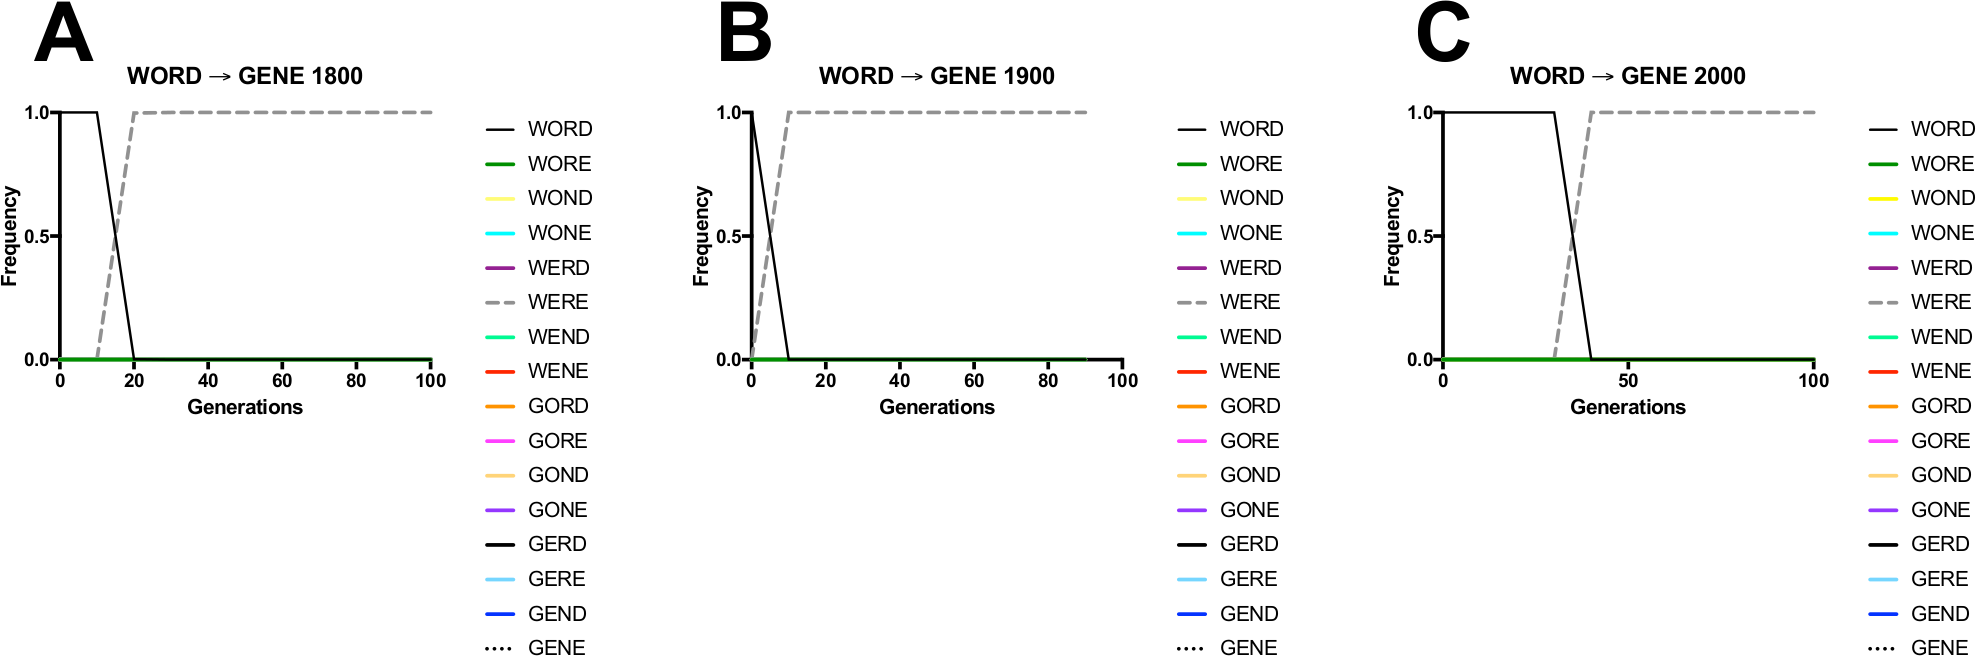 A
WORD → GENE 1800
1.0
0.5
0.0
Frequency
0 20 40 60 80 100
Generations
WORD
WORE
WOND
WONE
WERD
WERE
WEND
WENE
GORD
GORE
GOND
GONE
GERD
GERE
GEND
GENE
B
WORD → GENE 1900
1.0
0.5
0.0
Frequency
0 20 40 60 80 100
Generations
WORD
WORE
WOND
WONE
WERD
WERE
WEND
WENE
GORD
GORE
GOND
GONE
GERD
GERE
GEND
GENE
C
WORD → GENE 2000
1.0
0.5
0.0
Frequency
0 50 100
Generations
WORD
WORE
WOND
WONE
WERD
WERE
WEND
WENE
GORD
GORE
GOND
GONE
GERD
GERE
GEND
GENE